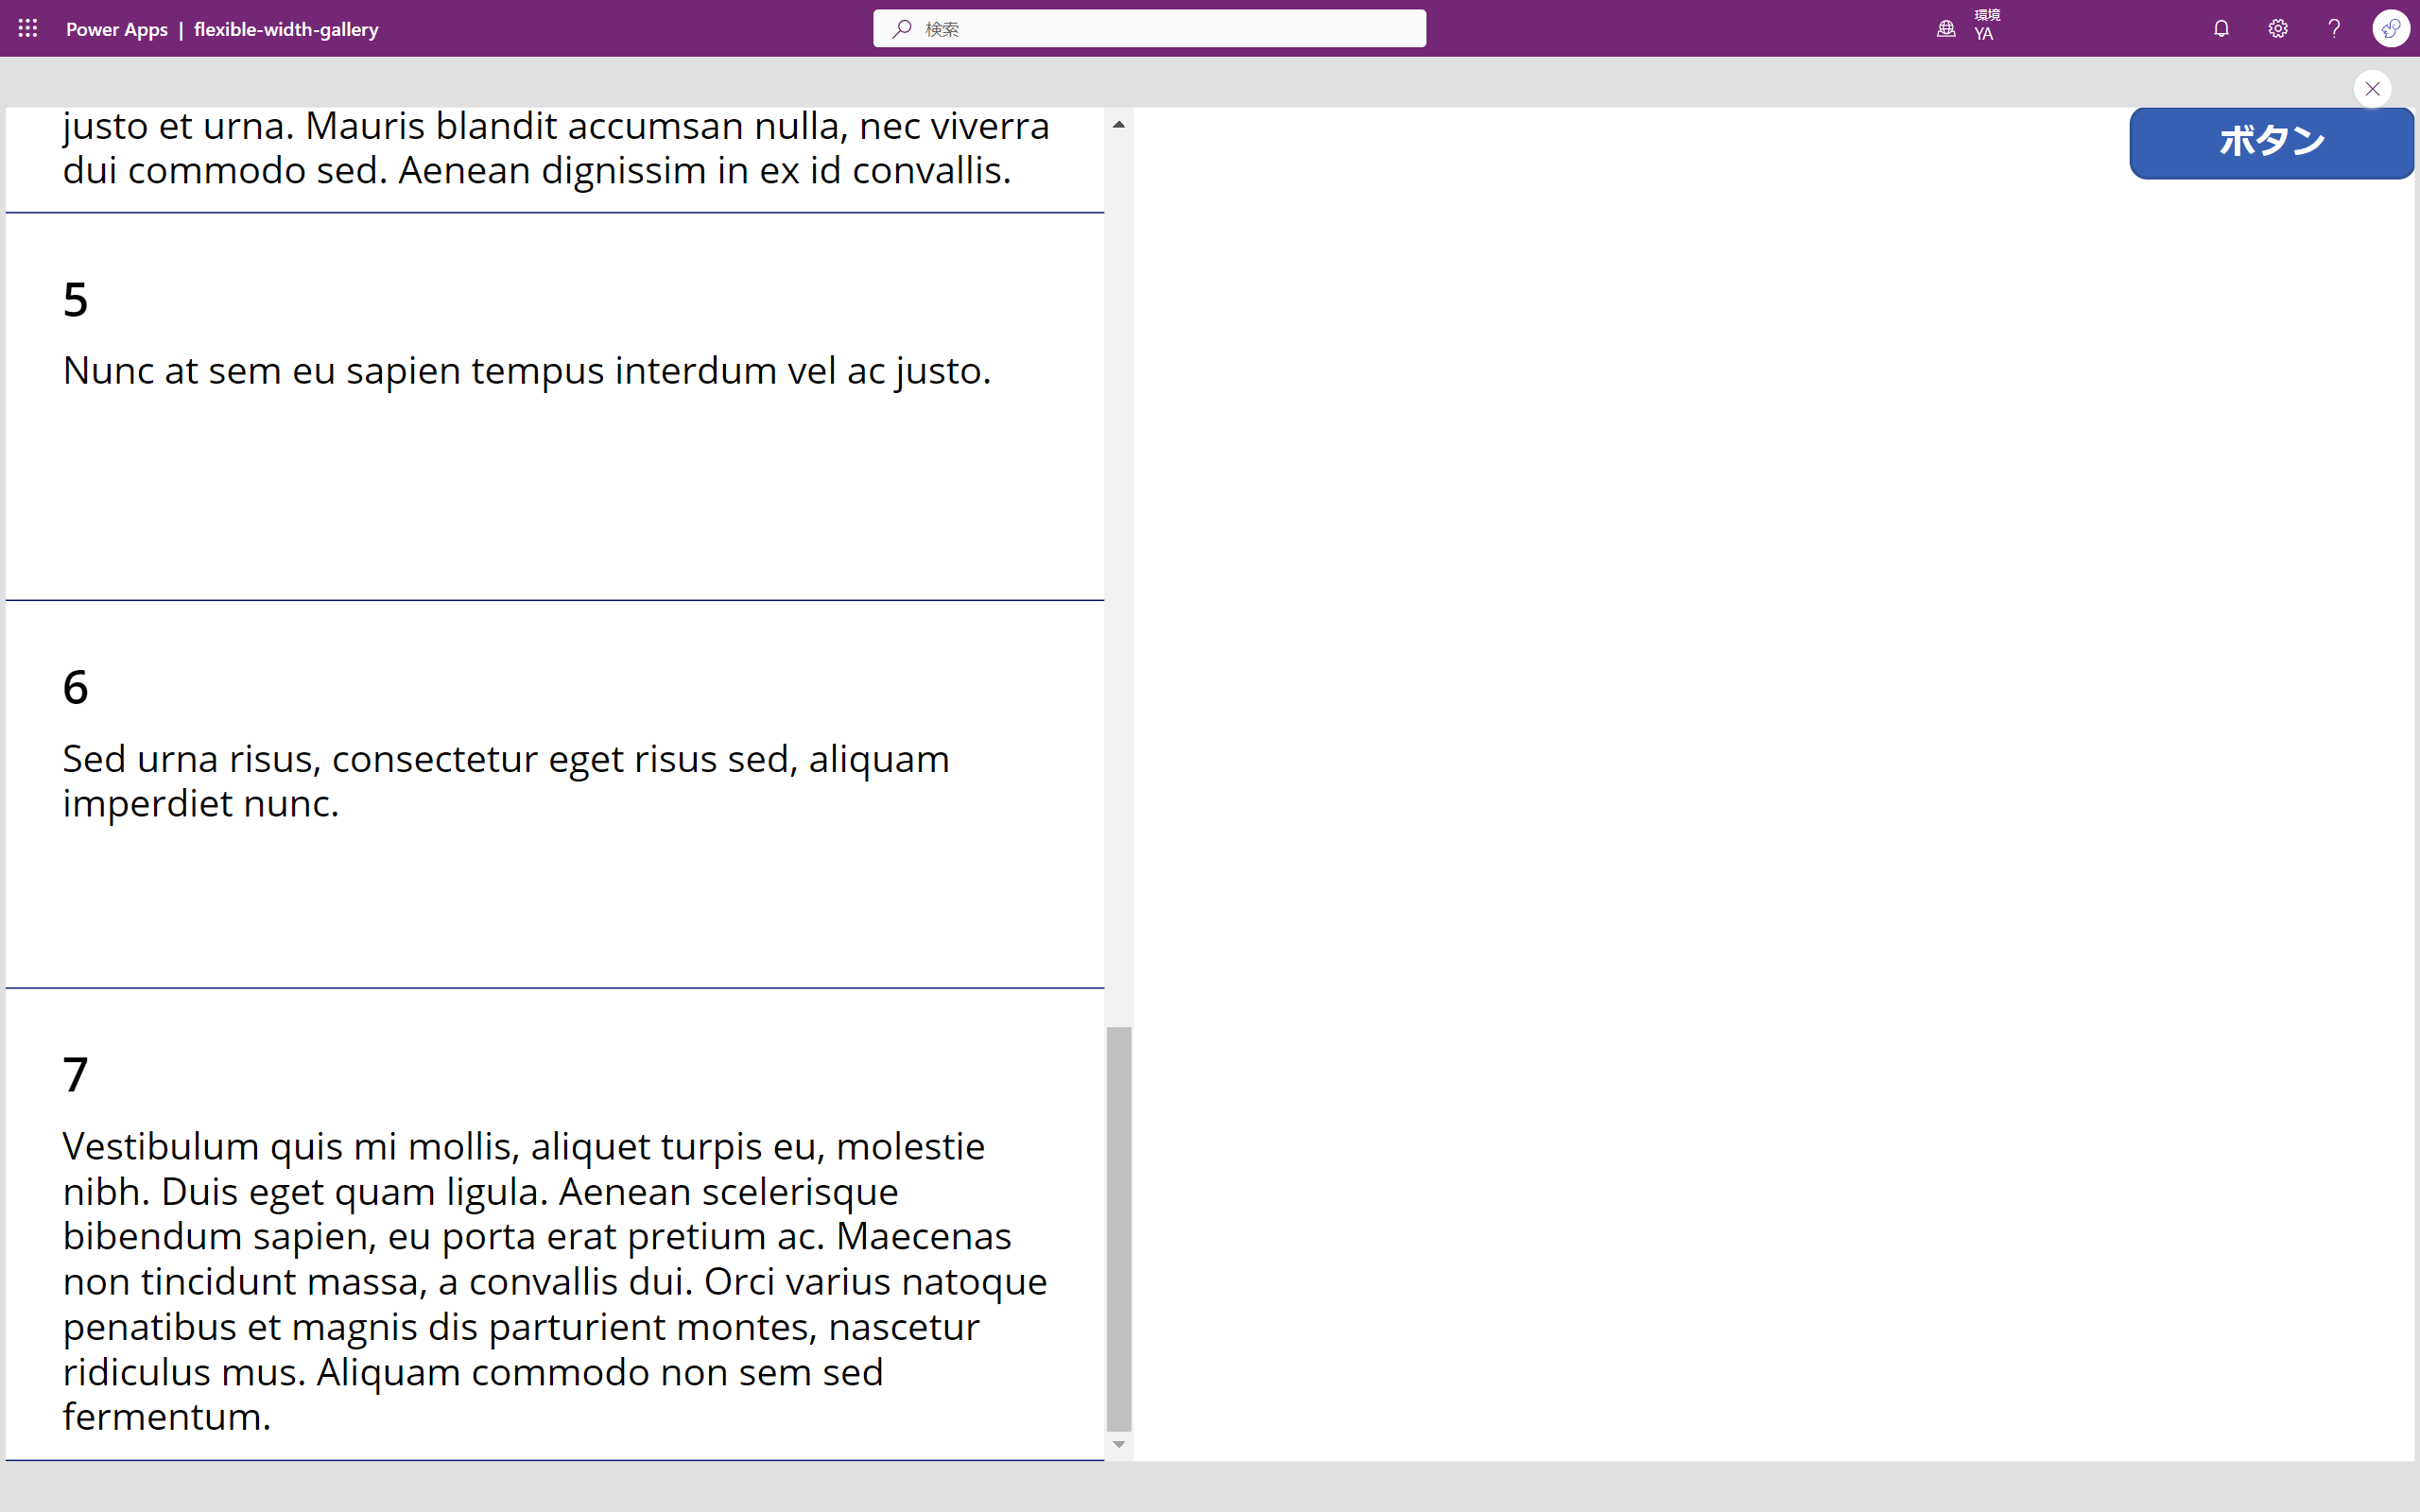 Power Apps | flexible-width-gallery
検索
環境
YA
ボタン
justo et urna. Mauris blandit accumsan nulla, nec viverra
dui commodo sed. Aenean dignissim in ex id convallis.
5
Nunc at sem eu sapien tempus interdum vel ac justo.
6
Sed urna risus, consectetur eget risus sed, aliquam
imperdiet nunc.
7
Vestibulum quis mi mollis, aliquet turpis eu, molestie
nibh. Duis eget quam ligula. Aenean scelerisque
bibendum sapien, eu porta erat pretium ac. Maecenas
non tincidunt massa, a convallis dui. Orci varius natoque
penatibus et magnis dis parturient montes, nascetur
ridiculus mus. Aliquam commodo non sem sed
fermentum.